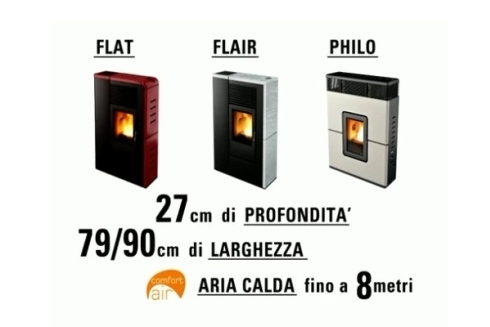 FLAT FLAIR PHILO
27cm di PROFONDITA'
79/90cm di LARGHEZZA
comfort air ARIA CALDA fino a 8metri